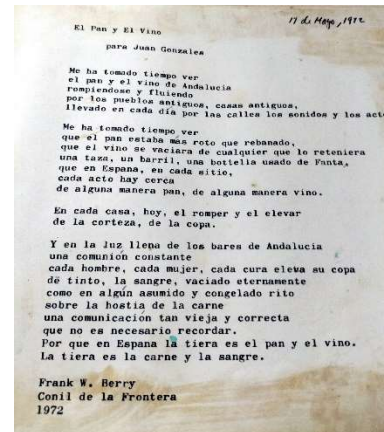 17 de Mayo, 1972
El Pan y El Vino
para Juan Gonzales
Me ha tomado tiempo ver
el pan y el vino de Andalucia
rompiendose y fluiendo
por los pueblos antiguos, casas antiguas,
llevado en cada día por las calles los sonidos y los act
Me ha tomado tiempo ver
que el pan estaba más roto que rebanado,
que el vino se vaciara de cualquier que lo reteniera
una taza, un barril, una bottella usado de Fanta,
que en Espana, en cada sitio,
cada acto hay cerca
de alguna manera pan, de alguna manera vino.
En cada casa, hoy, el romper y el elevar
de la corteza, de la copa.
Y en la luz llena de los bares de Andalucia
una comunión constante
cada hombre, cada mujer, cada cura eleva su copa
de tinto, la sangre, vaciado eternamente
como en algún asumido y congelado rito
sobre la hostia de la carne
una comunicación tan vieja y correcta
que no es necesario recordar.
Por que en Espana la tiera es el pan y el vino.
La tiera es la carne y la sangre.
Frank W. Berry
Conil de la Frontera
1972